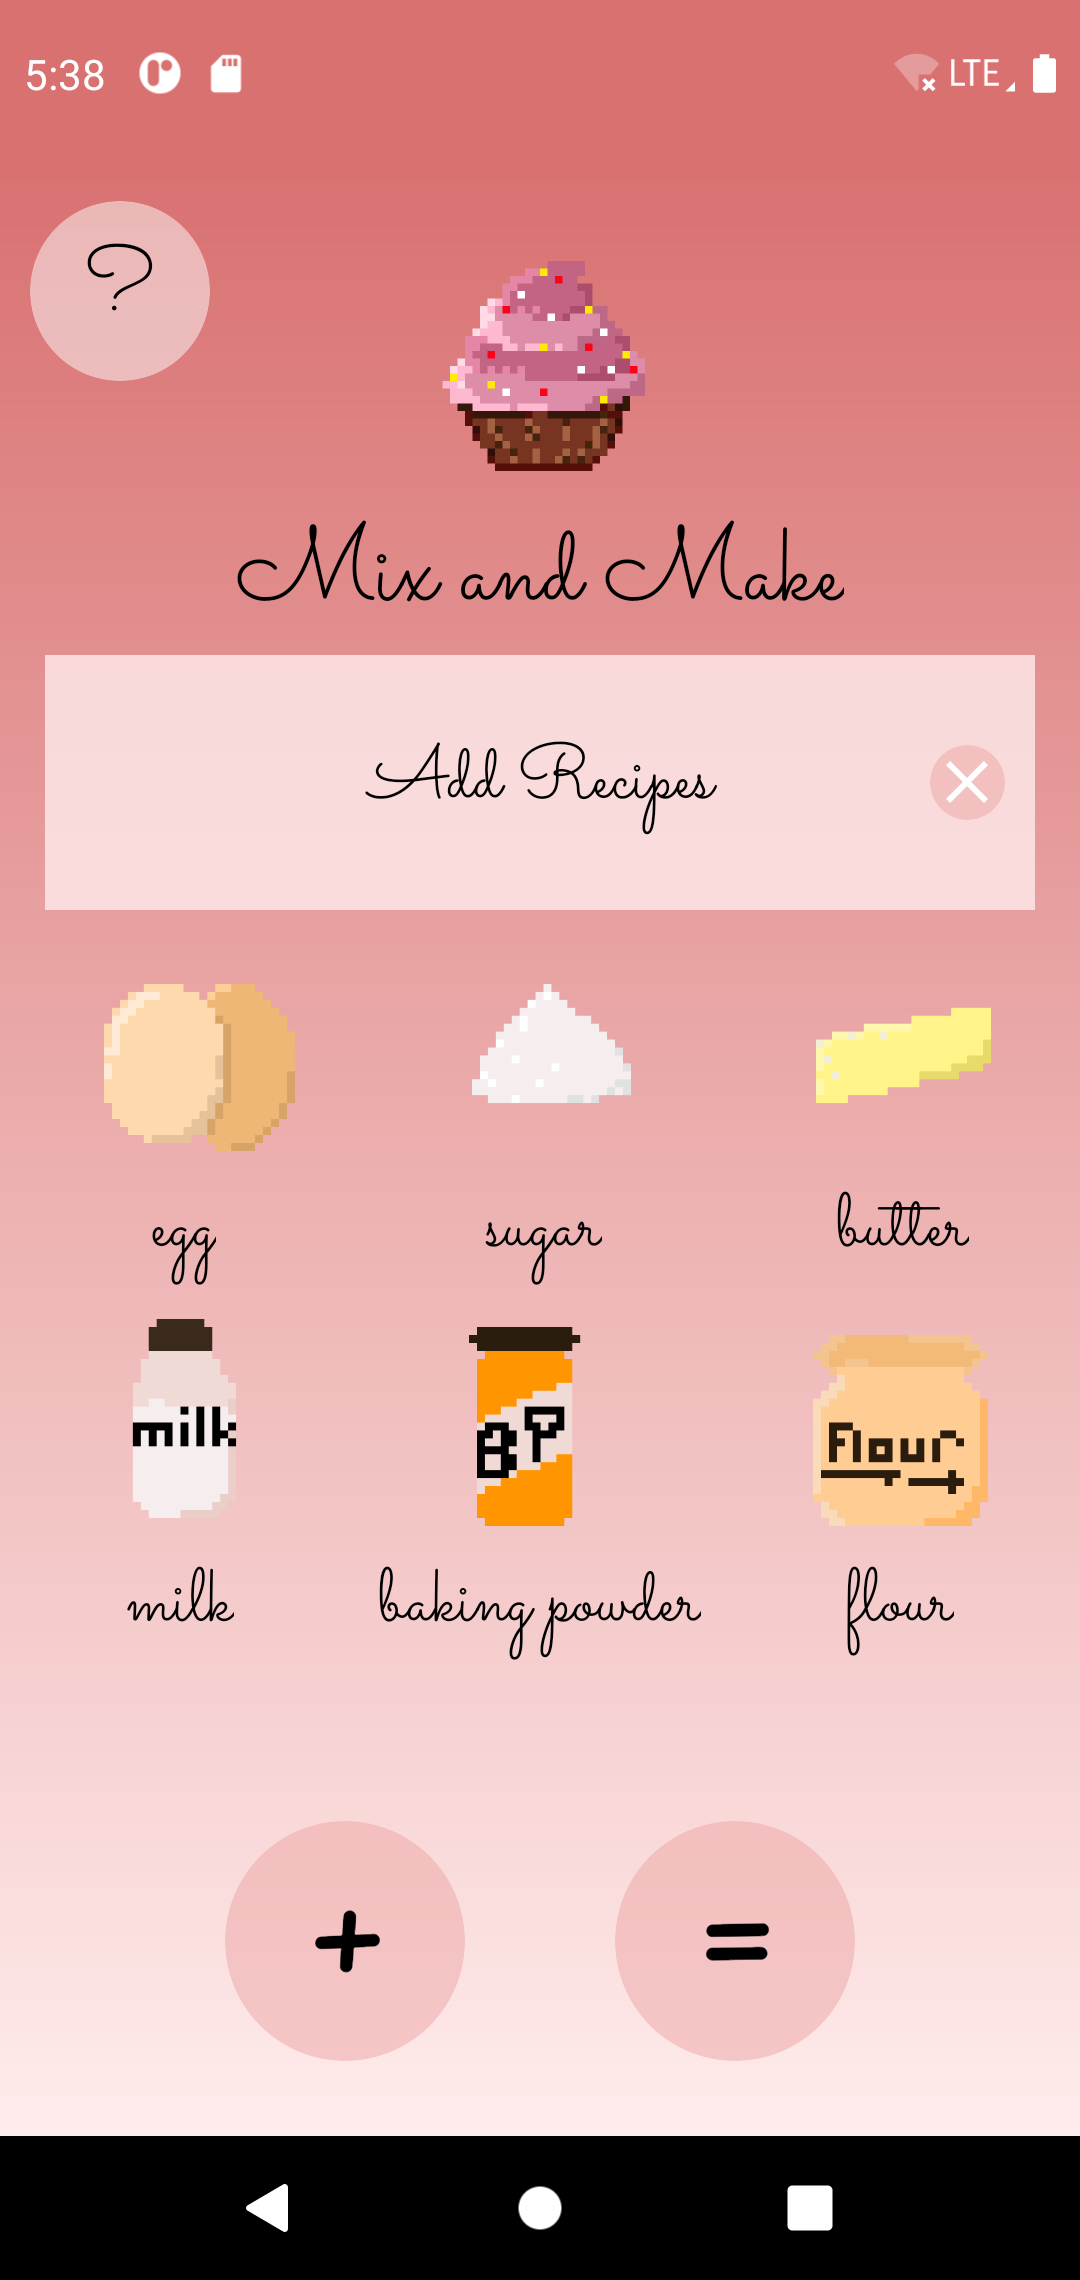 5:38 LTE
?
Mix and Make
Add Recipes
egg sugar butter
milk BP flour
milk baking powder flour
+ =